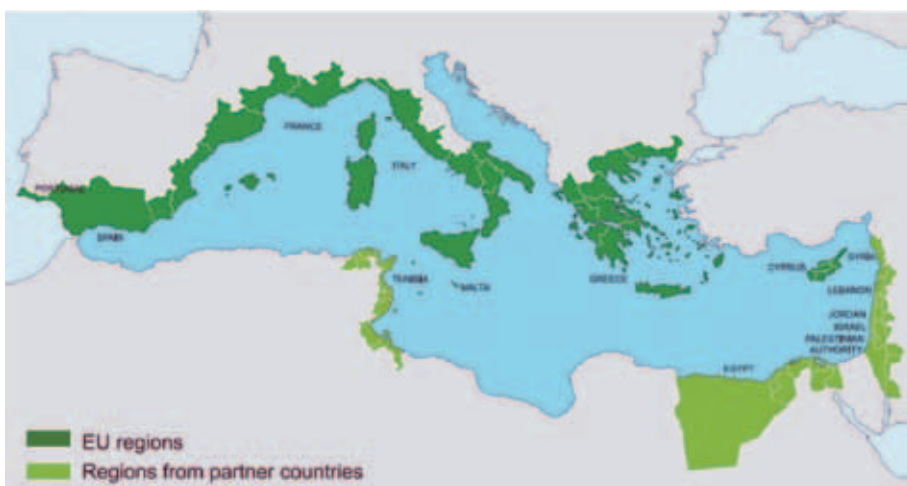 FRANCE
ITALY
PORTUGAL
SPAIN
TUNISIA
MALTA
GREECE
CYPRUS
SYRIA
LEBANON
JORDAN
ISRAEL
PALESTINIAN
AUTHORITY
EGYPT
EU regions
Regions from partner countries